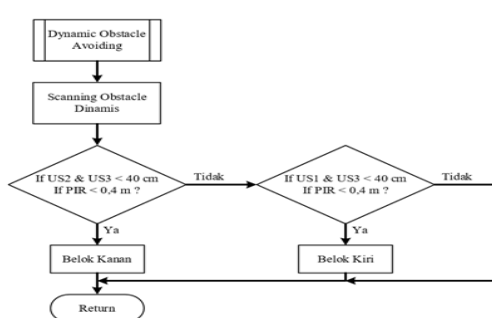 Dynamic Obstacle
Avoiding
Scanning Obstacle
Dinamis
If US2 & US3 < 40 cm
If PIR < 0,4 m ?
Tidak
If US1 & US3 < 40 cm
If PIR < 0,4 m ?
Tidak
Ya
Ya
Belok Kanan
Belok Kiri
Return